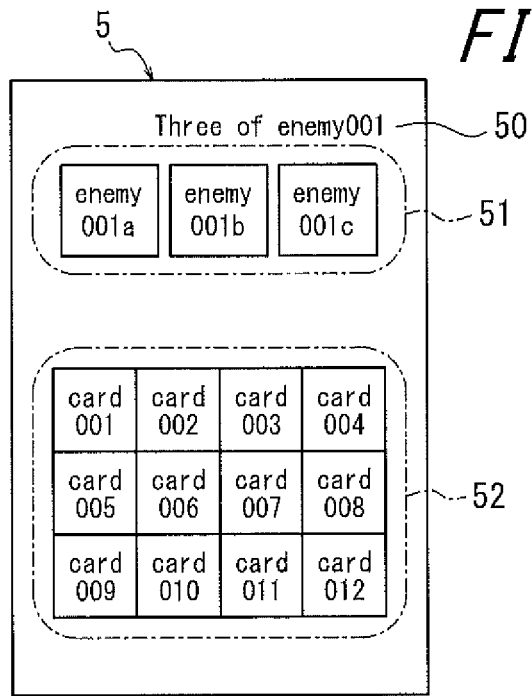 5
FI
Three of enemy001
50
enemy 001a
enemy 001b
enemy 001c
51
card 001
card 002
card 003
card 004
card 005
card 006
card 007
card 008
52
card 009
card 010
card 011
card 012